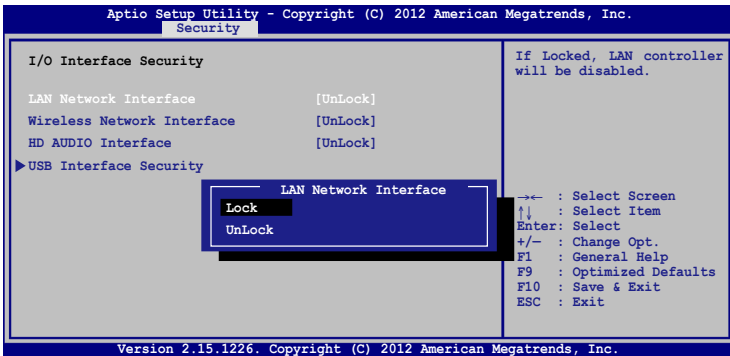 Aptio Setup Utility - Copyright (C) 2012 American Megatrends, Inc.
Security
I/O Interface Security
LAN Network Interface [UnLock]
Wireless Network Interface [UnLock]
HD AUDIO Interface [UnLock]
USB Interface Security
LAN Network Interface
Lock
UnLock
If Locked, LAN controller
will be disabled.
→← : Select Screen
↑↓ : Select Item
Enter: Select
+/— : Change Opt.
F1 : General Help
F9 : Optimized Defaults
F10 : Save & Exit
ESC : Exit
Version 2.15.1226. Copyright (C) 2012 American Megatrends, Inc.